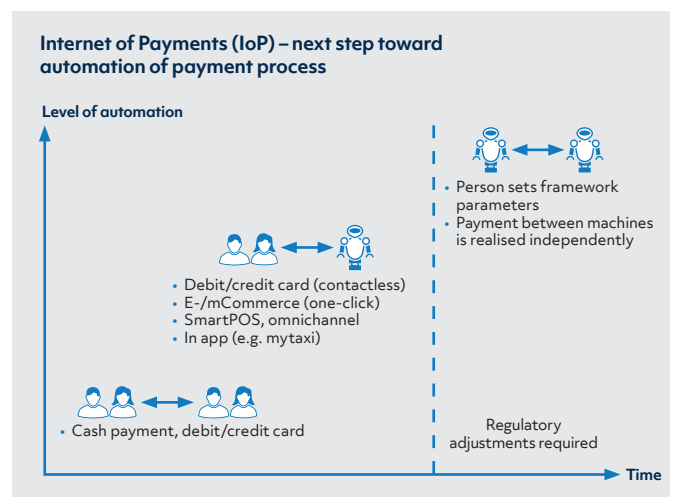 Internet of Payments (IoP) – next step toward
automation of payment process
Level of automation
• Person sets framework
parameters
• Payment between machines
is realised independently
• Debit/credit card (contactless)
• E-/mCommerce (one-click)
• SmartPOS, omnichannel
• In app (e.g. mytaxi)
• Cash payment, debit/credit card
Regulatory
adjustments required
Time